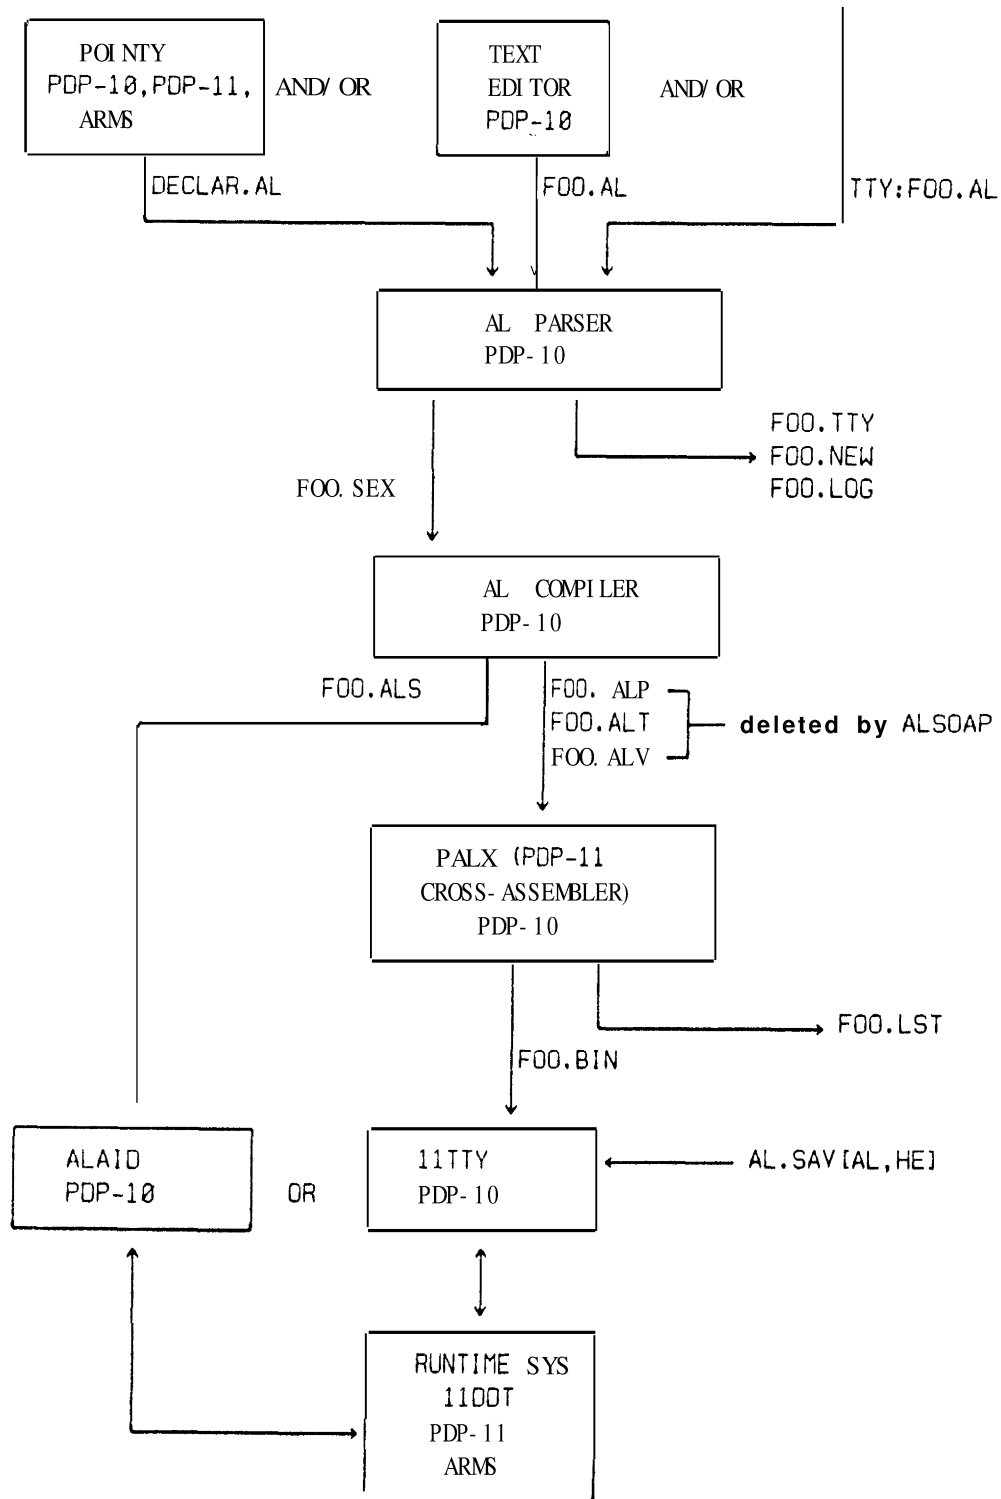 POINTY
PDP-10,PDP-11,
ARMS
AND/OR
TEXT
EDITOR
PDP-10
AND/OR
DECLAR.AL
FOO.AL
TTY:FOO.AL
AL PARSER
PDP-10
FOO.TTY
FOO.NEW
FOO.LOG
FOO.SEX
AL COMPILER
PDP-10
FOO.ALS
FOO.ALP
FOO.ALT
FOO.ALV
deleted by ALSOAP
PALX (PDP-11
CROSS-ASSEMBLER)
PDP-10
FOO.LST
FOO.BIN
ALAID
PDP-10
OR
11TTY
PDP-10
AL.SAV[AL,HE]
RUNTIME SYS
11DDT
PDP-11
ARMS